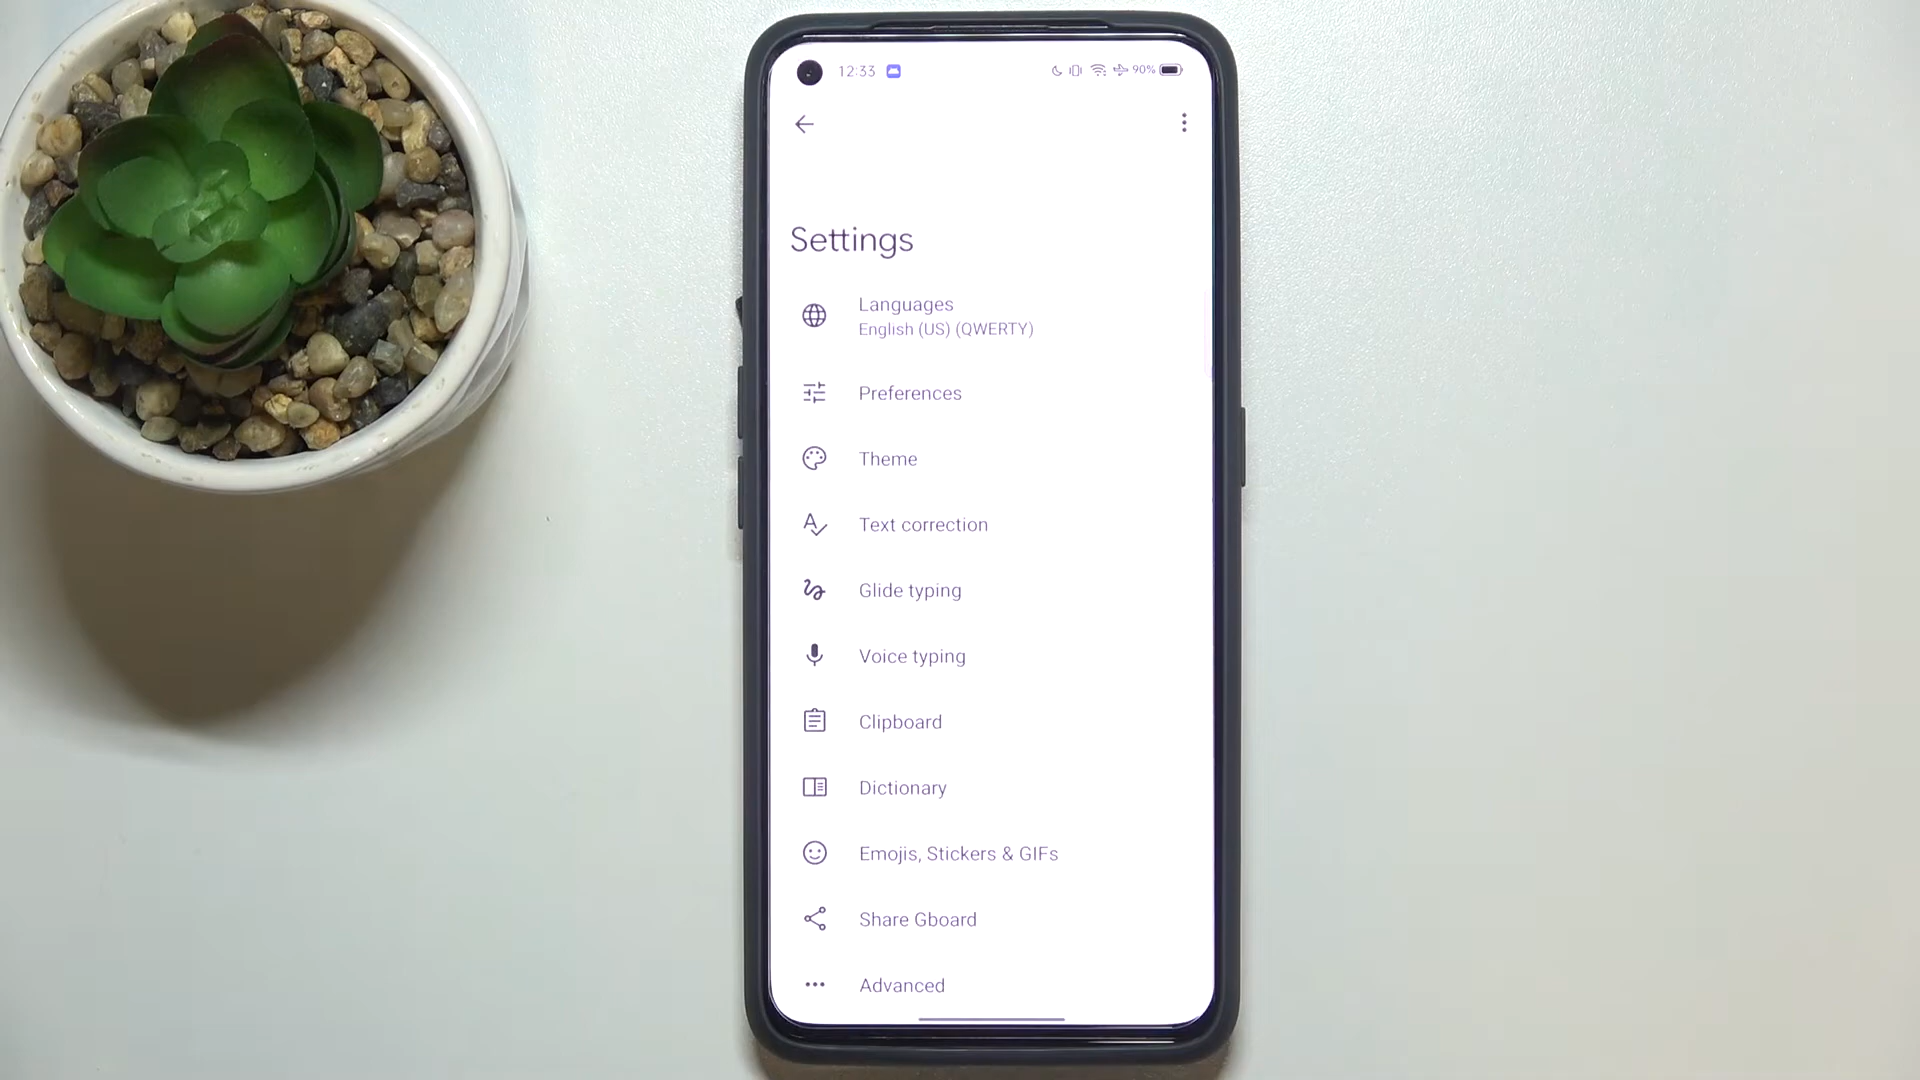 12:33
90%
Settings
Languages
English (US) (QWERTY)
Preferences
Theme
Text correction
Glide typing
Voice typing
Clipboard
Dictionary
Emojis, Stickers & GIFs
Share Gboard
Advanced